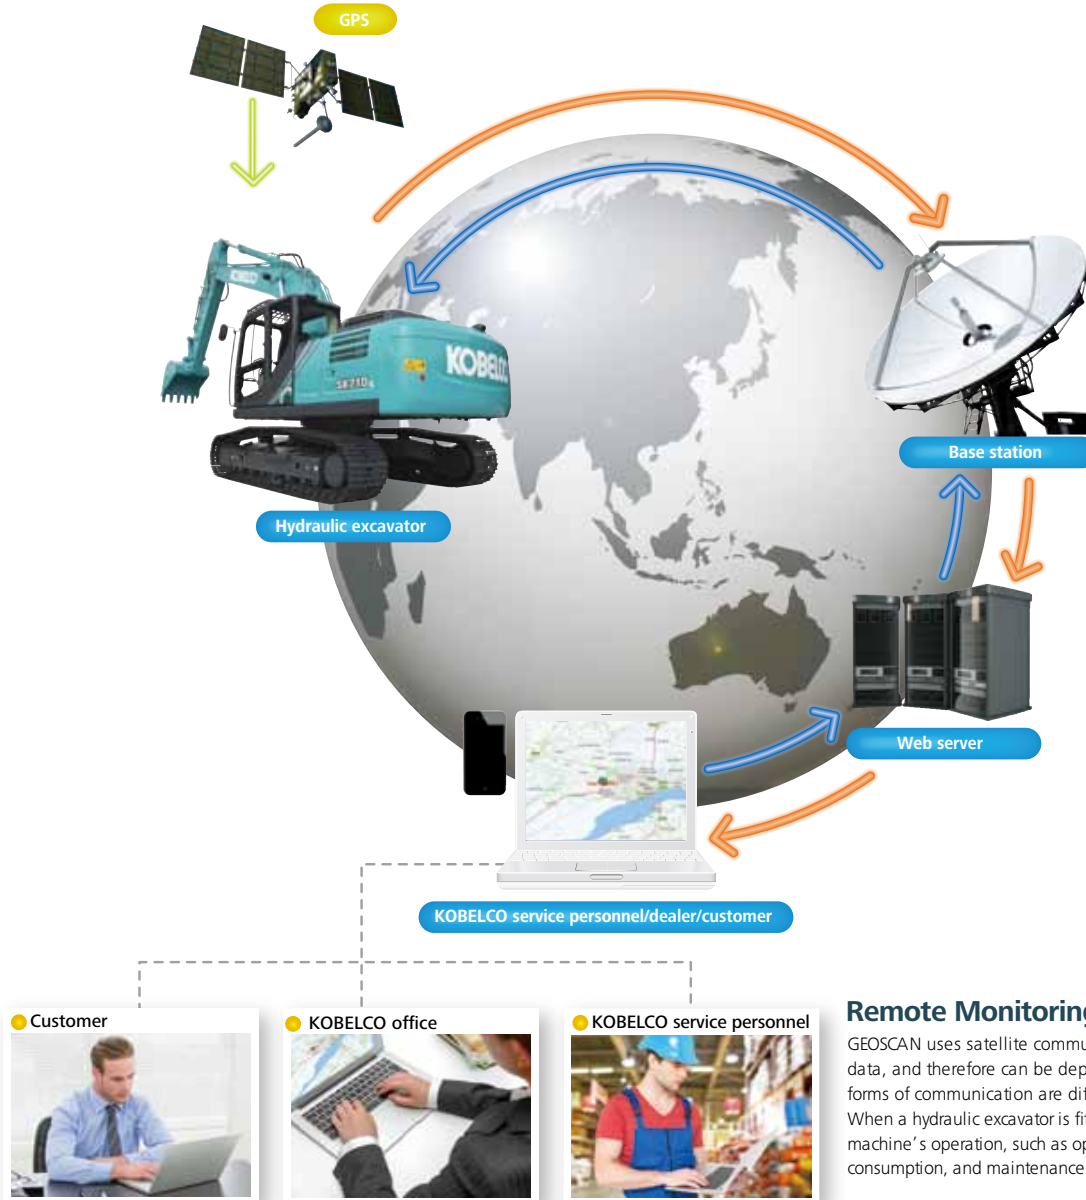 GPS
KOBELCO
KOBELCO
SK210
Base station
Hydraulic excavator
Web server
KOBELCO service personnel/dealer/customer
Customer
KOBELCO office
KOBELCO service personnel
Remote Monitoring
GEOSCAN uses satellite commu
data, and therefore can be dep
forms of communication are dif
When a hydraulic excavator is fit
machine's operation, such as op
consumption, and maintenance